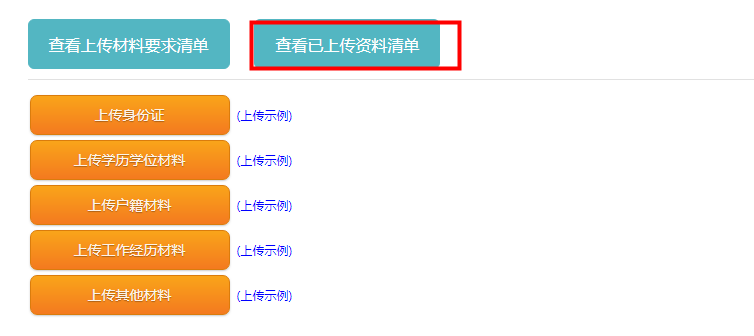 查看上传材料要求清单 查看已上传资料清单
上传身份证 (上传示例)
上传学历学位材料 (上传示例)
上传户籍材料 (上传示例)
上传工作经历材料 (上传示例)
上传其他材料 (上传示例)